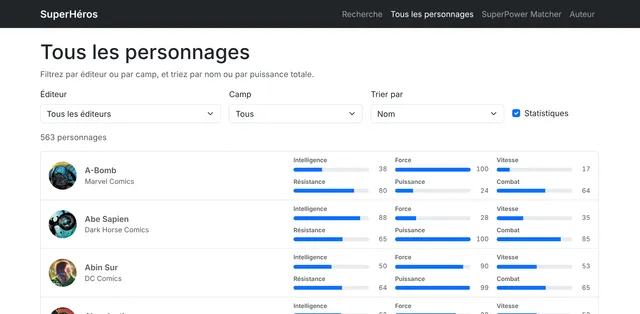 SuperHéros Recherche Tous les personnages SuperPower Matcher Auteur
Tous les personnages
Filtrez par éditeur ou par camp, et triez par nom ou par puissance totale.
Éditeur Camp Trier par
Tous les éditeurs Tous Nom Statistiques
563 personnages
A-Bomb
Marvel Comics
Intelligence 38 Force 100 Vitesse 17
Résistance 80 Puissance 24 Combat 64
Abe Sapien
Dark Horse Comics
Intelligence 88 Force 28 Vitesse 35
Résistance 65 Puissance 100 Combat 85
Abin Sur
DC Comics
Intelligence 50 Force 90 Vitesse 53
Résistance 64 Puissance 99 Combat 65
Intelligence Force Vitesse